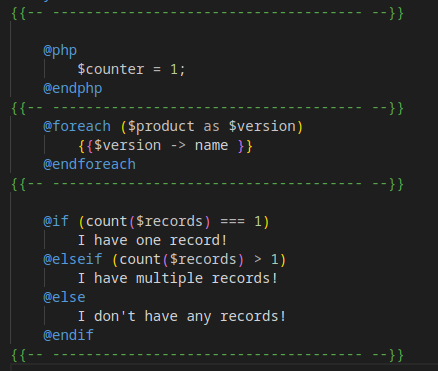 {{-- ------------------------------------- --}}
@php
$counter = 1;
@endphp
{{-- ------------------------------------- --}}
@foreach ($product as $version)
{{$version -> name }}
@endforeach
{{-- ------------------------------------- --}}
@if (count($records) === 1)
I have one record!
@elseif (count($records) > 1)
I have multiple records!
@else
I don't have any records!
@endif
{{-- ------------------------------------- --}}